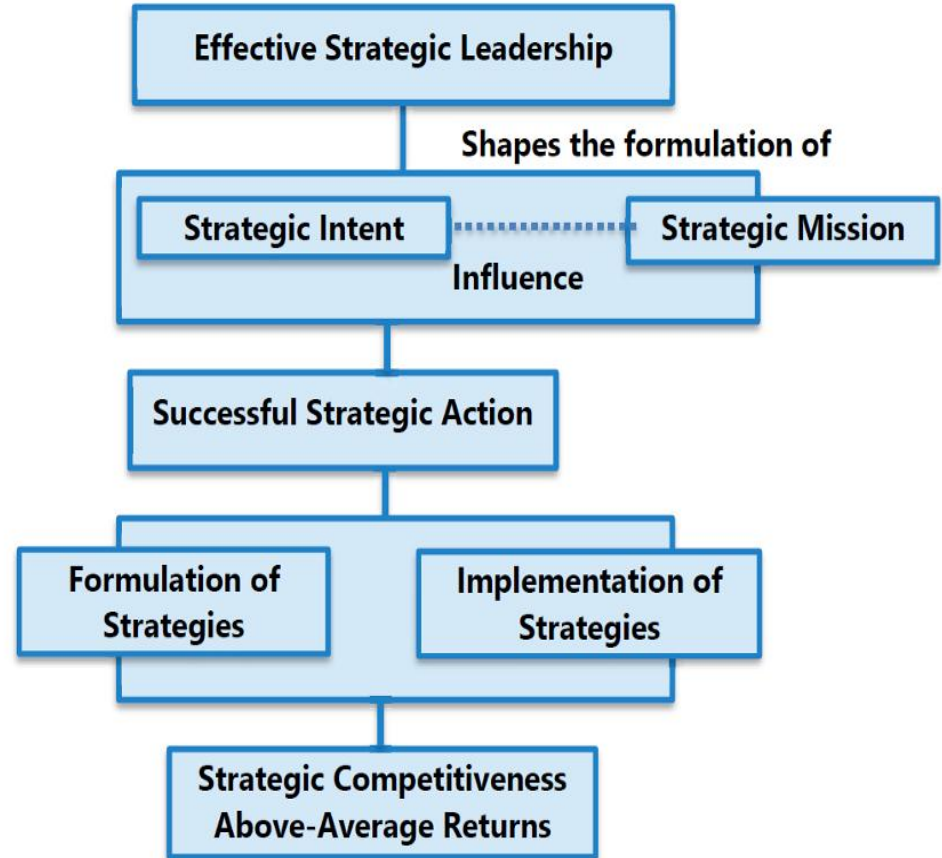 Effective Strategic Leadership
Shapes the formulation of
Strategic Intent
Strategic Mission
Influence
Successful Strategic Action
Formulation of
Strategies
Implementation of
Strategies
Strategic Competitiveness
Above-Average Returns